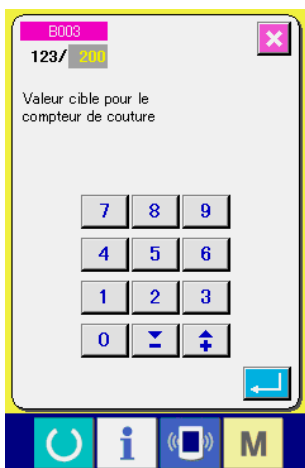 B003
123/ 200
Valeur cible pour le
compteur de couture
7 8 9
4 5 6
1 2 3
0
i M